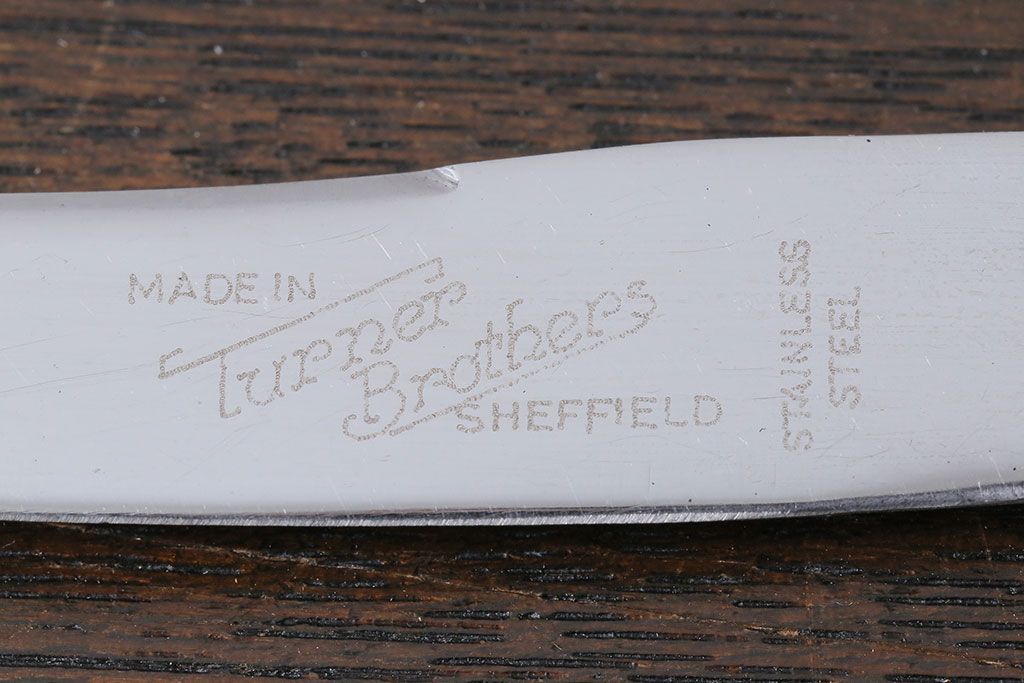 MADE IN
Turner
Brothers
SHEFFIELD
STAINLESS
STEEL